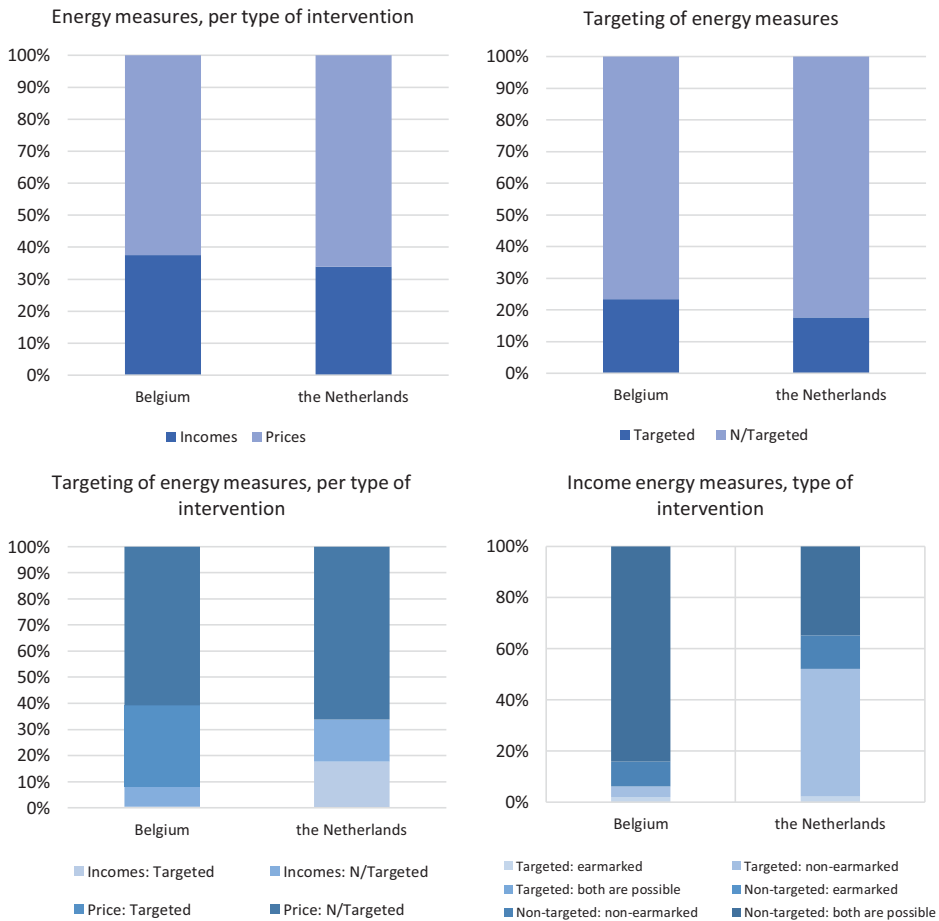 Energy measures, per type of intervention
100%
90%
80%
70%
60%
50%
40%
30%
20%
10%
0%
Belgium the Netherlands
Incomes Prices
Targeting of energy measures
100%
90%
80%
70%
60%
50%
40%
30%
20%
10%
0%
Belgium the Netherlands
Targeted N/Targeted
Targeting of energy measures, per type of
intervention
100%
90%
80%
70%
60%
50%
40%
30%
20%
10%
0%
Belgium the Netherlands
Incomes: Targeted Incomes: N/Targeted
Price: Targeted Price: N/Targeted
Income energy measures, type of
intervention
100%
80%
60%
40%
20%
0%
Belgium the Netherlands
Targeted: earmarked Targeted: non-earmarked
Targeted: both are possible Non-targeted: earmarked
Non-targeted: non-earmarked Non-targeted: both are possible